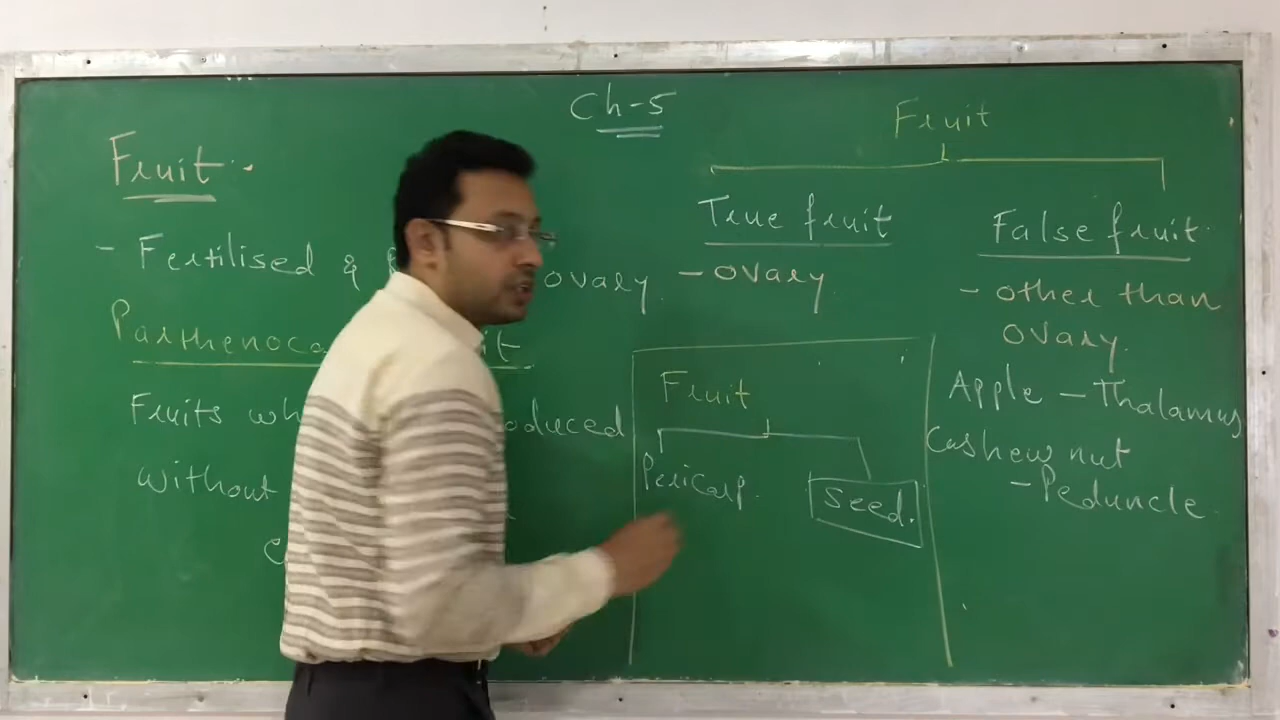 Ch-5
Fruit
- Fertilised & ovary.
Parthenoca it
Fruits wh oduced
without
Fruit
True fruit
- ovary
False fruit
- other than
ovary.
Apple - Thalamus
Cashew nut
- Peduncle
Fruit
Pericarp.
Seed.